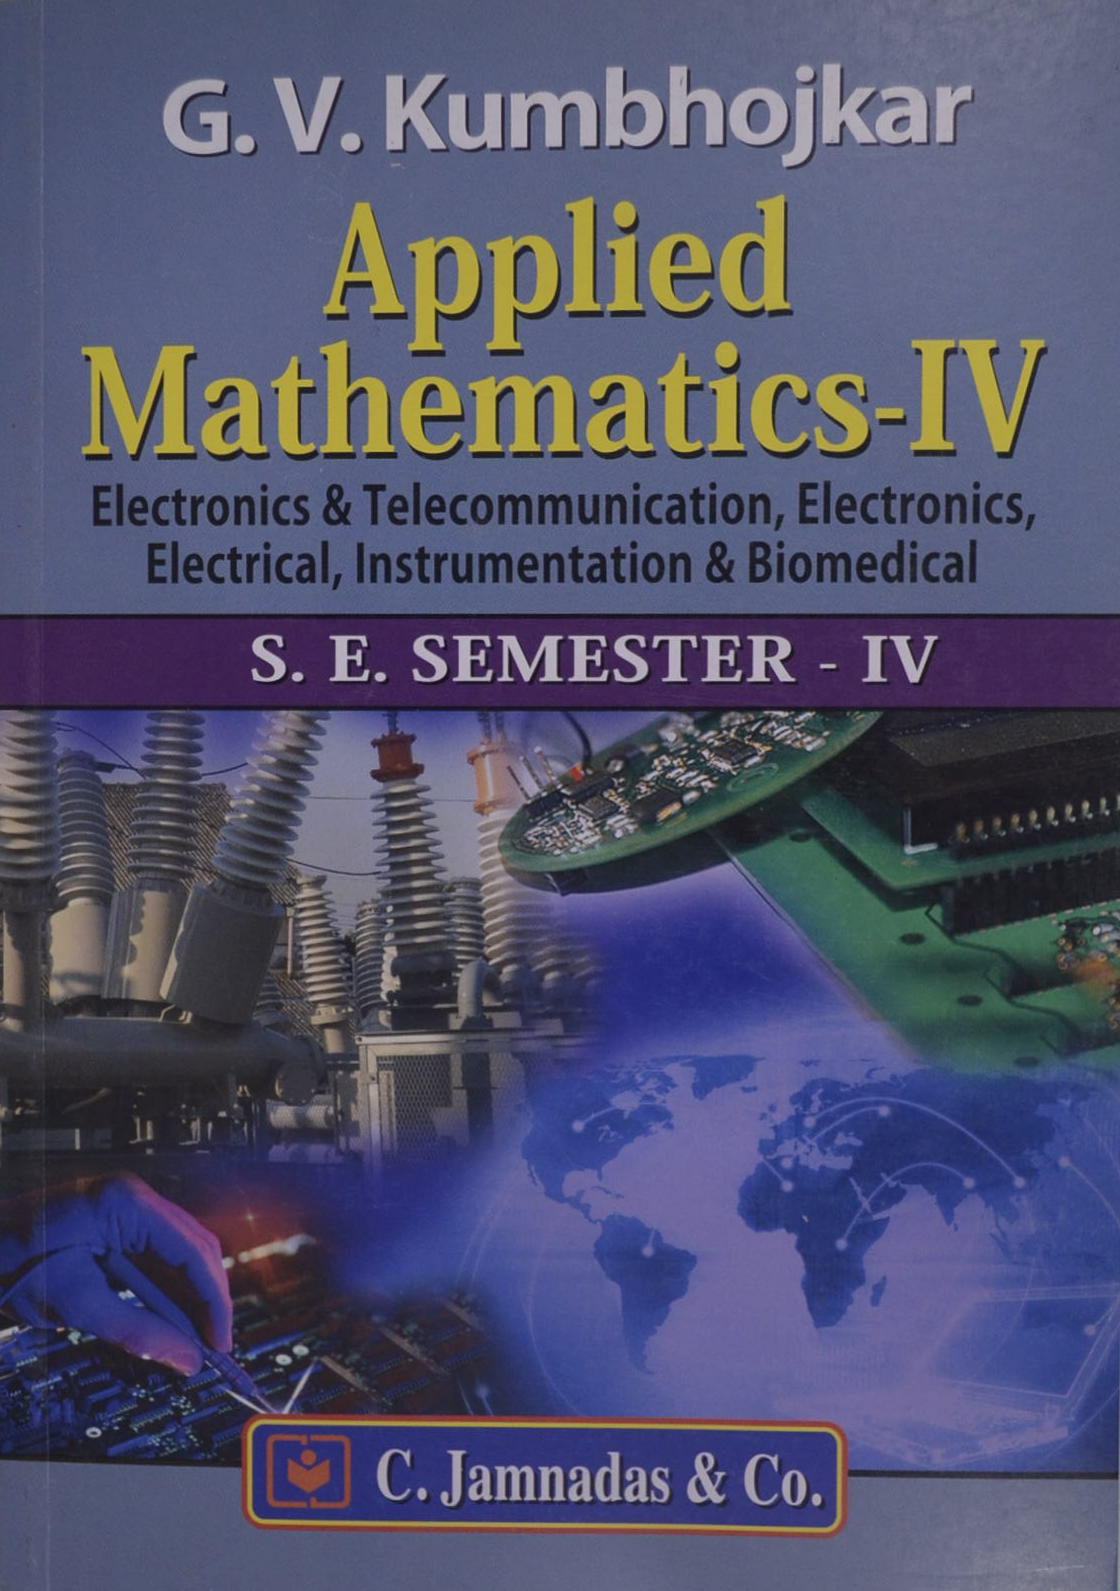 G. V. Kumbhojkar
Applied
Mathematics-IV
Electronics & Telecommunication, Electronics,
Electrical, Instrumentation & Biomedical
S. E. SEMESTER - IV
C. Jamnadas & Co.